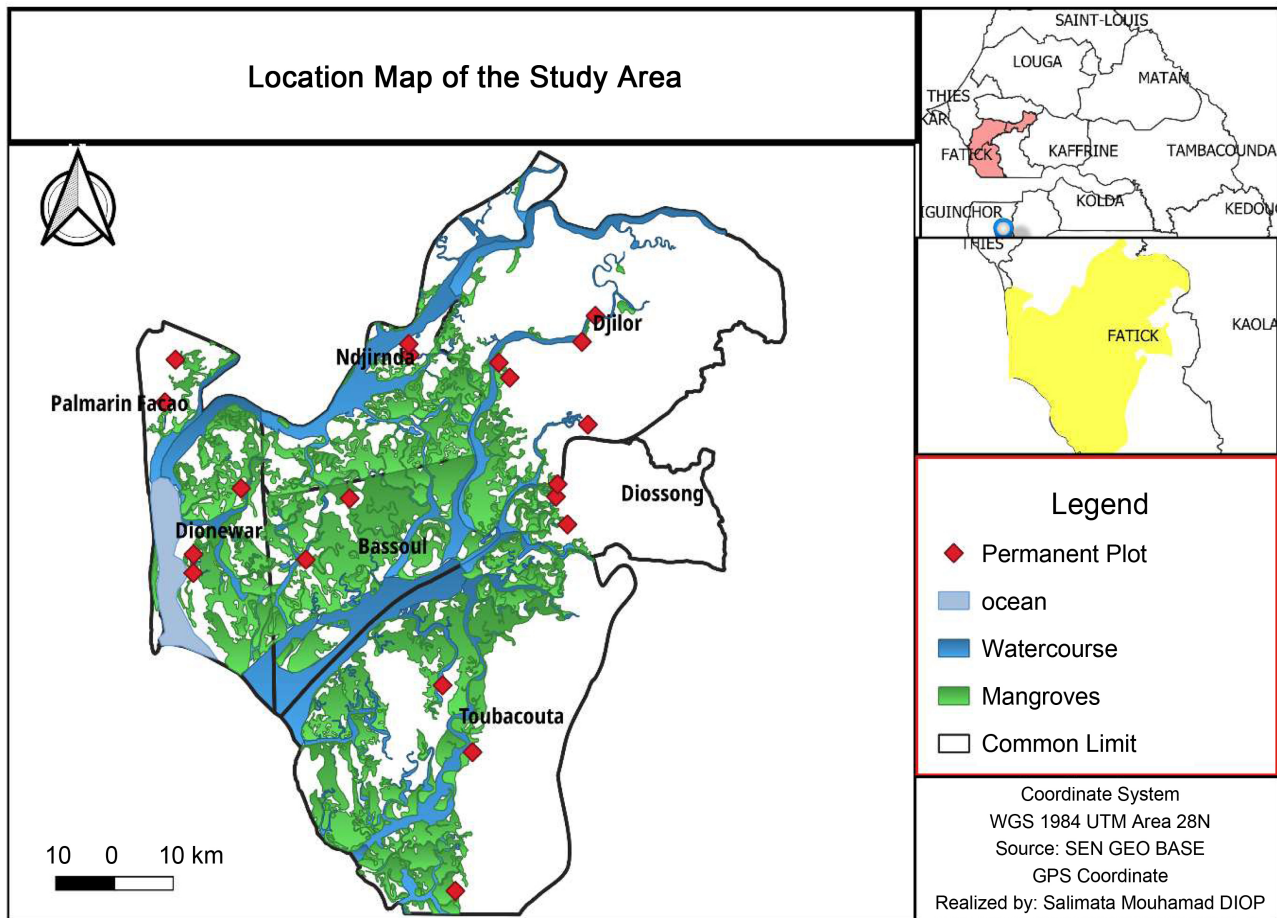 Location Map of the Study Area
SAINT-LOUIS
LOUGA
MATAM
THIES
KAR
FATICK
KAFFRINE
TAMBACOUNDA
KOLDA
IGUINCHOR
KEDOUG
THIES
FATICK
KAOLA
Djilor
Ndjirnda
Palmarin Facao
Diossong
Dionewar
Bassoul
Toubacouta
10 0 10 km
Legend
Permanent Plot
ocean
Watercourse
Mangroves
Common Limit
Coordinate System
WGS 1984 UTM Area 28N
Source: SEN GEO BASE
GPS Coordinate
Realized by: Salimata Mouhamad DIOP